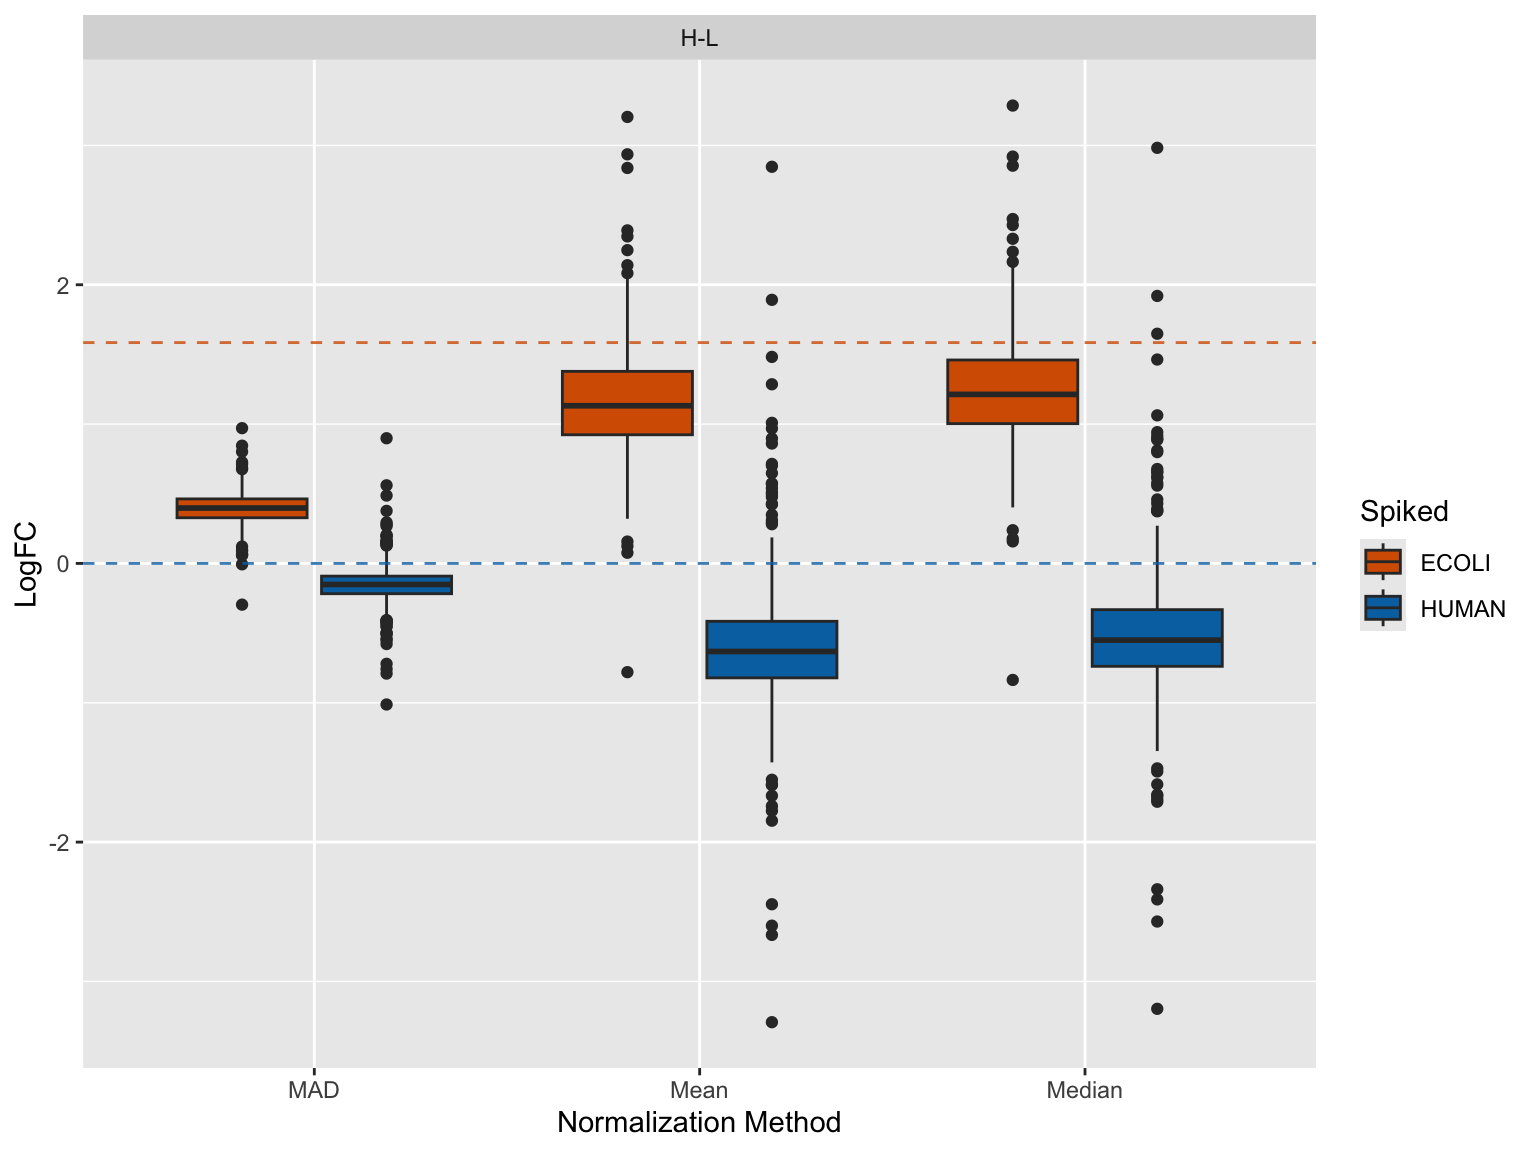 H-L
LogFC
2
0
-2
MAD
Mean
Median
Normalization Method
Spiked
ECOLI
HUMAN